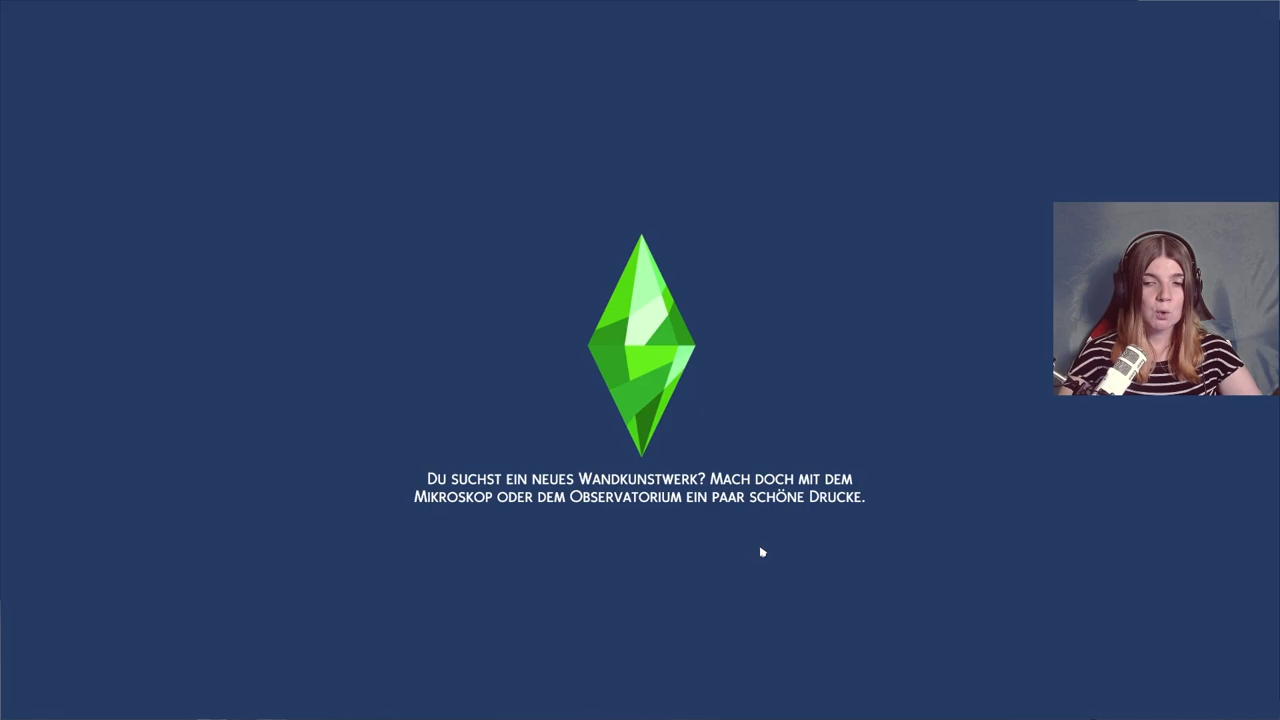 Du suchst ein neues Wandkunstwerk? Mach doch mit dem
Mikroskop oder dem Observatorium ein paar schöne Drucke.